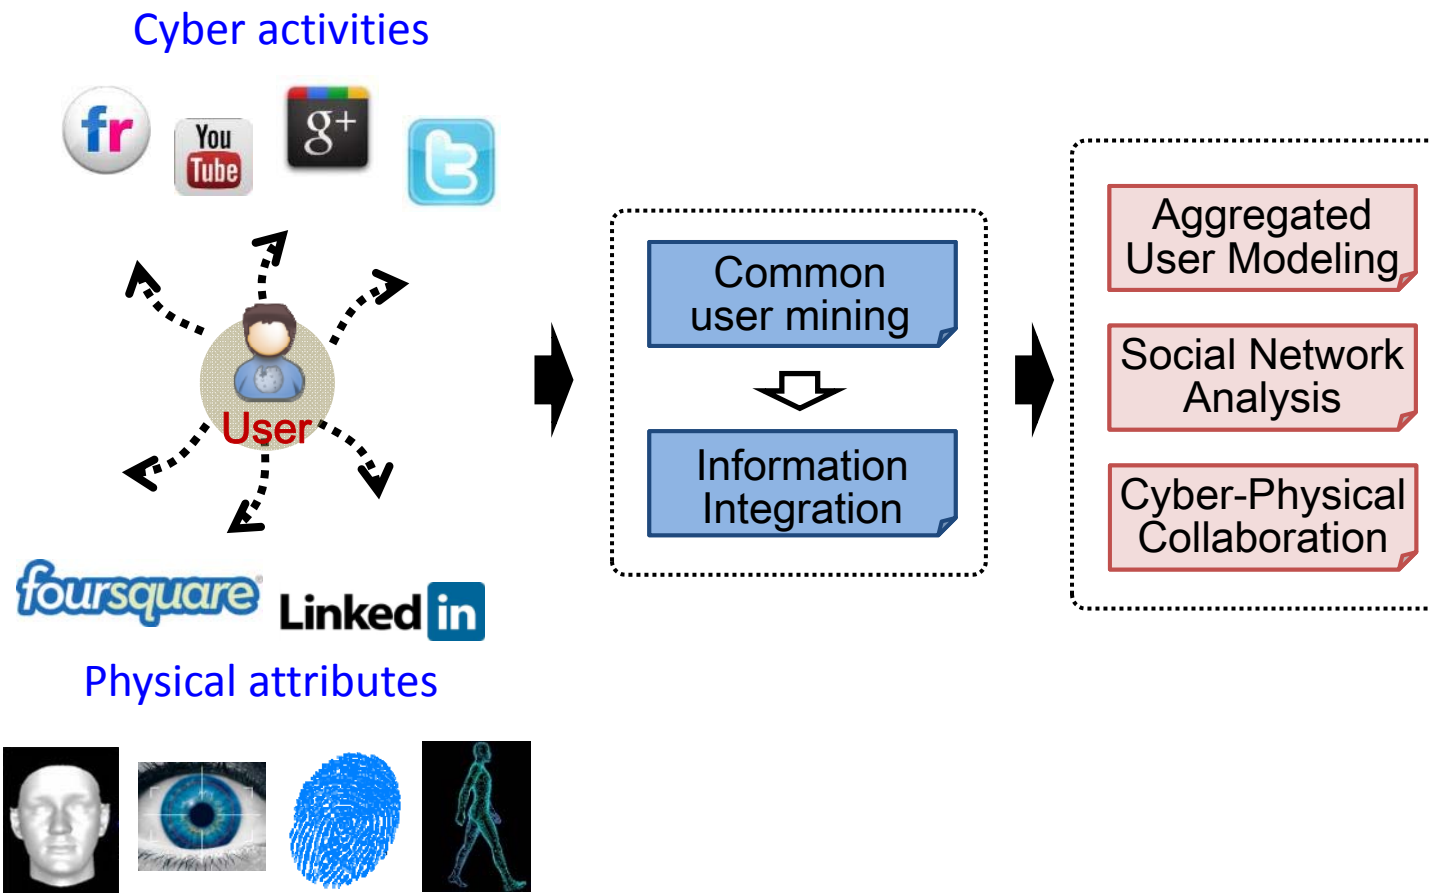 Cyber activities
fr
You
Tube
g+
t
User
foursquare®
Linked in
Physical attributes
Common
user mining
Information
Integration
Aggregated
User Modeling
Social Network
Analysis
Cyber-Physical
Collaboration